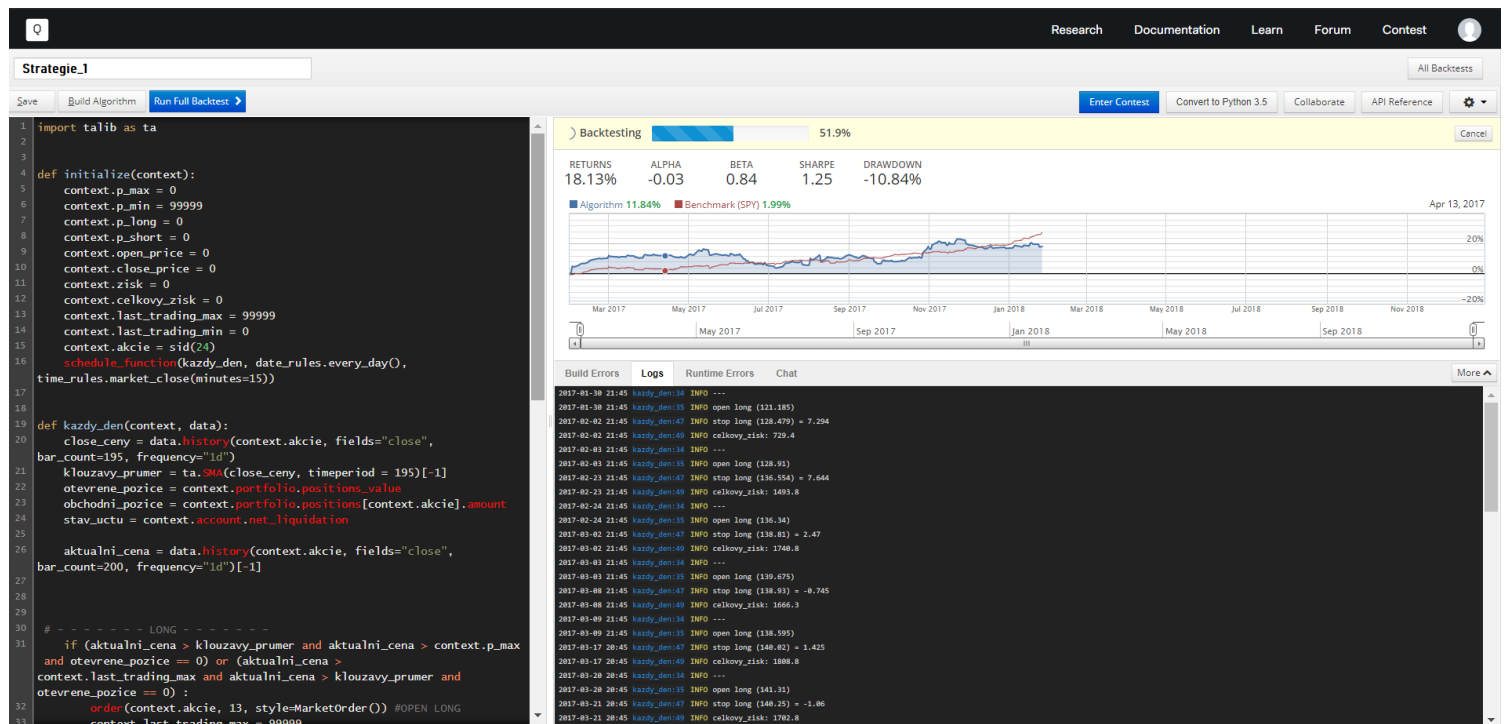 Q
Research Documentation Learn Forum Contest
Strategie_1
All Backtests
Save Build Algorithm Run Full Backtest
Enter Contest Convert to Python 3.5 Collaborate API Reference
1 import talib as ta
2
3
4 def initialize(context):
5 context.p_max = 0
6 context.p_min = 99999
7 context.p_long = 0
8 context.p_short = 0
9 context.open_price = 0
10 context.close_price = 0
11 context.zisk = 0
12 context.celkovy_zisk = 0
13 context.last_trading_max = 99999
14 context.last_trading_min = 0
15 context.akcie = sid(24)
16 schedule_function(kazdy_den, date_rules.every_day(),
time_rules.market_close(minutes=15))
17
18
19 def kazdy_den(context, data):
20 close_ceny = data.history(context.akcie, fields="close",
bar_count=195, frequency="1d")
21 klouzavy_prumer = ta.SMA(close_ceny, timeperiod = 195)[-1]
22 otevrene_pozice = context.portfolio.positions_value
23 obchodni_pozice = context.portfolio.positions[context.akcie].amount
24 stav_uctu = context.account.net_liquidation
25
26 aktualni_cena = data.history(context.akcie, fields="close",
bar_count=200, frequency="1d")[-1]
27
28
29
30 # - - - - - - - LONG - - - - - - -
31 if (aktualni_cena > klouzavy_prumer and aktualni_cena > context.p_max
and otevrene_pozice == 0) or (aktualni_cena >
context.last_trading_max and aktualni_cena > klouzavy_prumer and
otevrene_pozice == 0) :
32 order(context.akcie, 13, style=MarketOrder()) #OPEN LONG
33 context.last_trading_max = 99999
Backtesting 51.9% Cancel
RETURNS ALPHA BETA SHARPE DRAWDOWN
18.13% -0.03 0.84 1.25 -10.84%
Algorithm 11.84% Benchmark (SPY) 1.99% Apr 13, 2017
20%
0%
-20%
Mar 2017 May 2017 Jul 2017 Sep 2017 Nov 2017 Jan 2018 Mar 2018 May 2018 Jul 2018 Sep 2018 Nov 2018
May 2017 Sep 2017 Jan 2018 May 2018 Sep 2018
Build Errors Logs Runtime Errors Chat More
2017-01-30 21:45 kazdy_den:34 INFO ---
2017-01-30 21:45 kazdy_den:35 INFO open long (121.185)
2017-02-02 21:45 kazdy_den:47 INFO stop long (128.479) = 7.294
2017-02-02 21:45 kazdy_den:49 INFO celkovy_zisk: 729.4
2017-02-03 21:45 kazdy_den:34 INFO ---
2017-02-03 21:45 kazdy_den:35 INFO open long (128.91)
2017-02-23 21:45 kazdy_den:47 INFO stop long (136.554) = 7.644
2017-02-23 21:45 kazdy_den:49 INFO celkovy_zisk: 1493.8
2017-02-24 21:45 kazdy_den:34 INFO ---
2017-02-24 21:45 kazdy_den:35 INFO open long (136.34)
2017-03-02 21:45 kazdy_den:47 INFO stop long (138.81) = 2.47
2017-03-02 21:45 kazdy_den:49 INFO celkovy_zisk: 1740.8
2017-03-03 21:45 kazdy_den:34 INFO ---
2017-03-03 21:45 kazdy_den:35 INFO open long (139.675)
2017-03-08 21:45 kazdy_den:47 INFO stop long (138.93) = -0.745
2017-03-08 21:45 kazdy_den:49 INFO celkovy_zisk: 1666.3
2017-03-09 21:45 kazdy_den:34 INFO ---
2017-03-09 21:45 kazdy_den:35 INFO open long (138.595)
2017-03-17 20:45 kazdy_den:47 INFO stop long (140.02) = 1.425
2017-03-17 20:45 kazdy_den:49 INFO celkovy_zisk: 1808.8
2017-03-20 20:45 kazdy_den:34 INFO ---
2017-03-20 20:45 kazdy_den:35 INFO open long (141.31)
2017-03-21 20:45 kazdy_den:47 INFO stop long (140.25) = -1.06
2017-03-21 20:45 kazdy_den:49 INFO celkovy_zisk: 1702.8